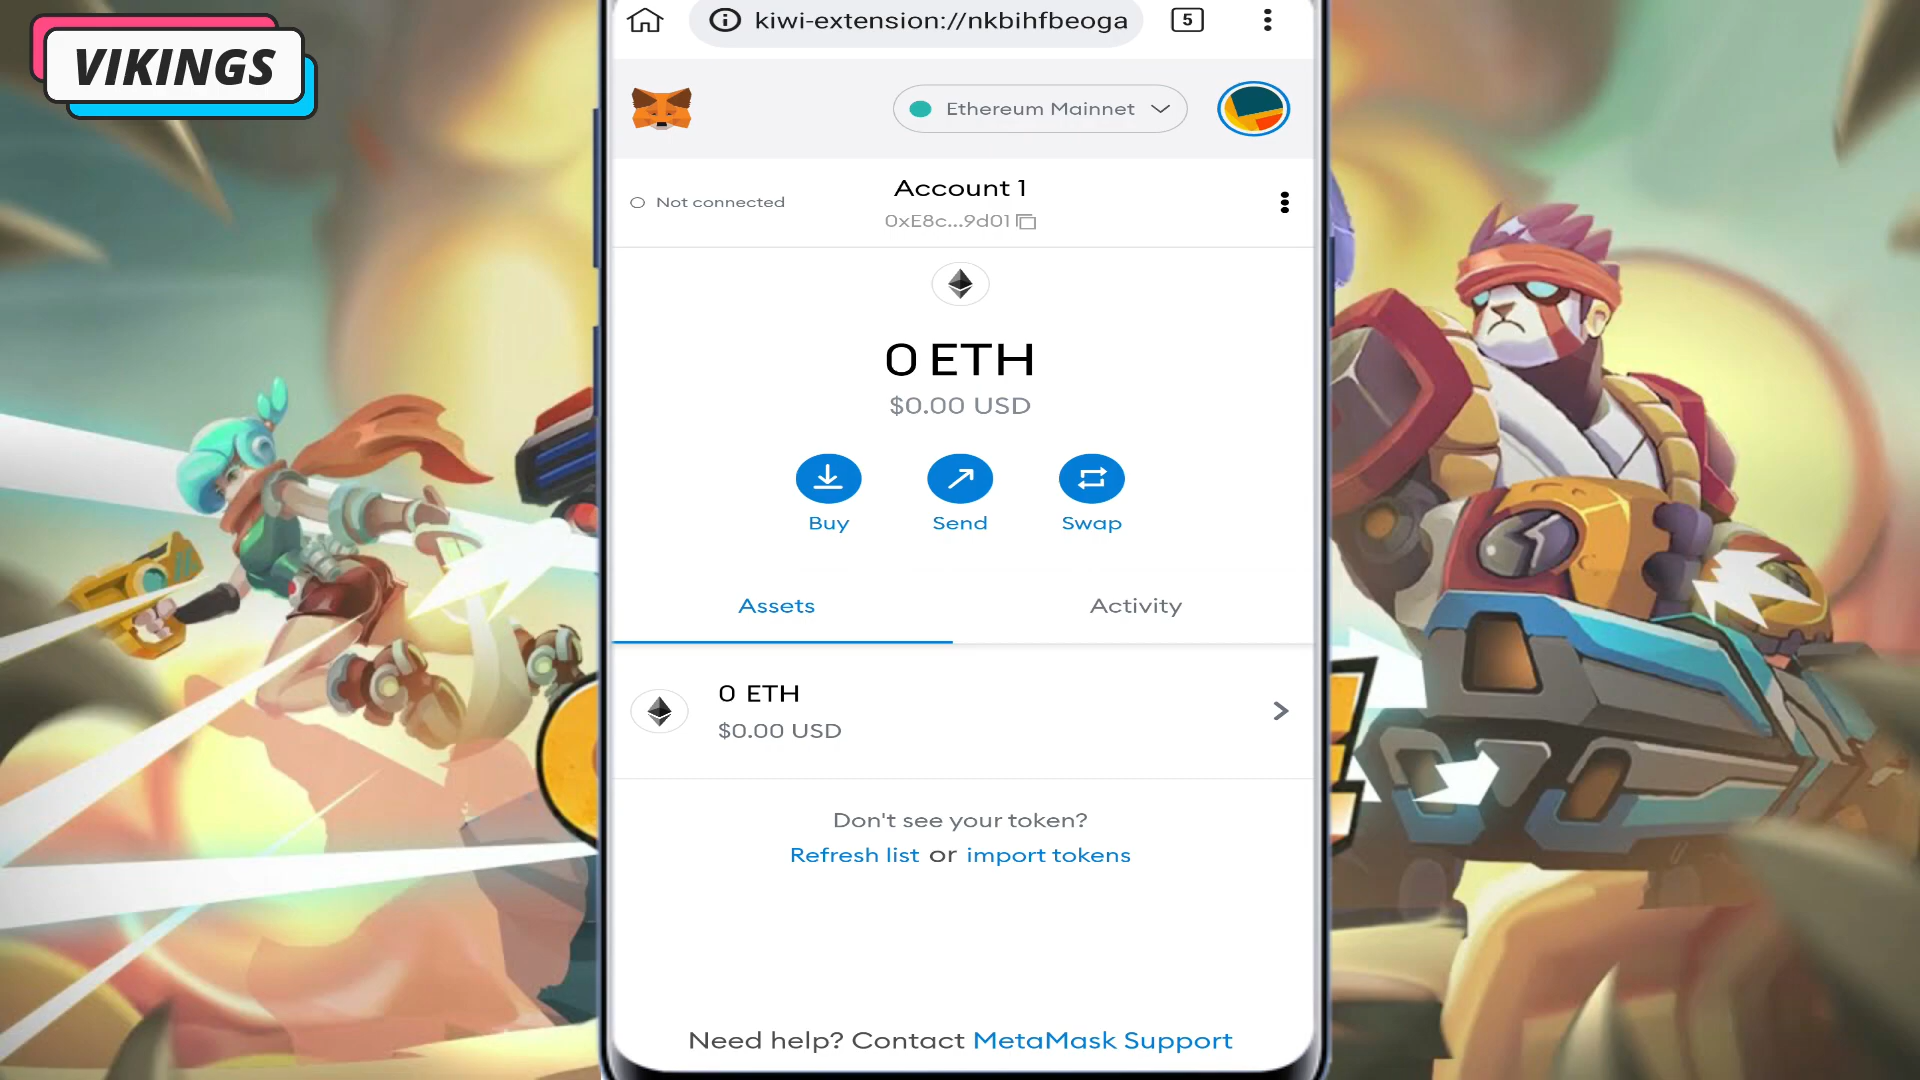 VIKINGS
kiwi-extension://nkbihfbeoga
5
Ethereum Mainnet
Not connected
Account 1
0xE8c...9d01
0 ETH
$0.00 USD
Buy
Send
Swap
Assets
Activity
0 ETH
$0.00 USD
Don't see your token?
Refresh list or import tokens
Need help? Contact MetaMask Support